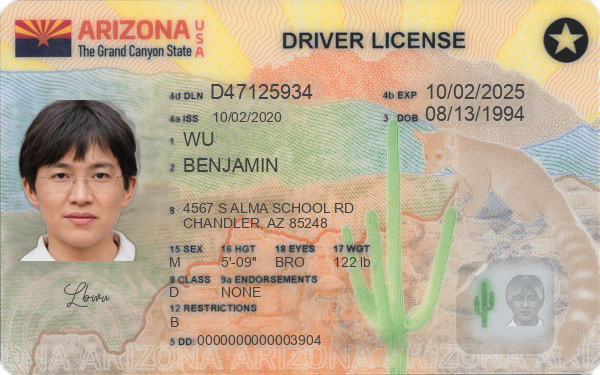 ARIZONA USA
The Grand Canyon State
DRIVER LICENSE
4d DLN D47125934 4b EXP 10/02/2025
4a ISS 10/02/2020 3 DOB 08/13/1994
1 WU
2 BENJAMIN
8 4567 S ALMA SCHOOL RD
CHANDLER, AZ 85248
15 SEX 16 HGT 18 EYES 17 WGT
M 5'-09" BRO 122 lb
9 CLASS 9a ENDORSEMENTS
D NONE
12 RESTRICTIONS
B
5 DD: 0000000000003904
ARIZONA ARIZONA ARIZONA ARIZONA